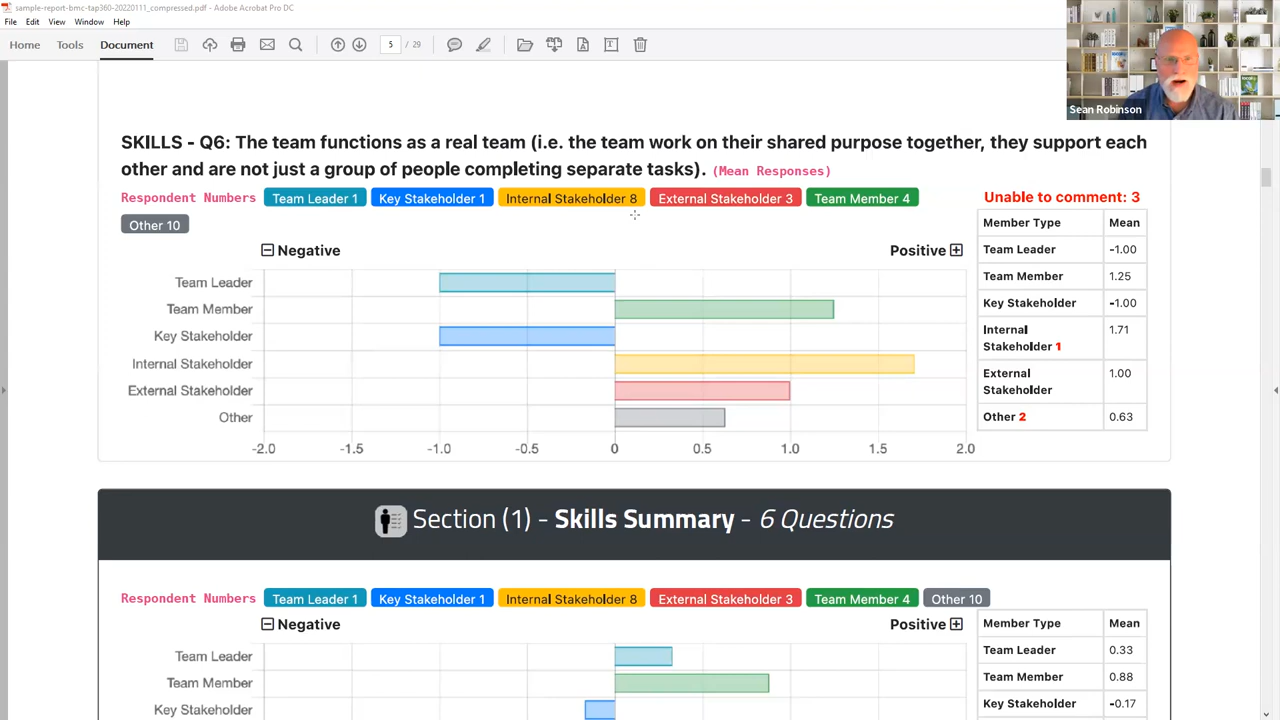 sample-report-bmc-tap360-20220111_compressed.pdf - Adobe Acrobat Pro DC
File Edit View Window Help
Home Tools Document 5 / 29
Sean Robinson
SKILLS - Q6: The team functions as a real team (i.e. the team work on their shared purpose together, they support each
other and are not just a group of people completing separate tasks). (Mean Responses)
Respondent Numbers Team Leader 1 Key Stakeholder 1 Internal Stakeholder 8 External Stakeholder 3 Team Member 4
Other 10
Unable to comment: 3
Member Type Mean
Team Leader -1.00
Team Member 1.25
Key Stakeholder -1.00
Internal Stakeholder 1 1.71
External Stakeholder 1.00
Other 2 0.63
Negative Positive
Team Leader
Team Member
Key Stakeholder
Internal Stakeholder
External Stakeholder
Other
-2.0 -1.5 -1.0 -0.5 0 0.5 1.0 1.5 2.0
Section (1) - Skills Summary - 6 Questions
Respondent Numbers Team Leader 1 Key Stakeholder 1 Internal Stakeholder 8 External Stakeholder 3 Team Member 4 Other 10
Negative Positive
Team Leader
Team Member
Key Stakeholder
Member Type Mean
Team Leader 0.33
Team Member 0.88
Key Stakeholder -0.17